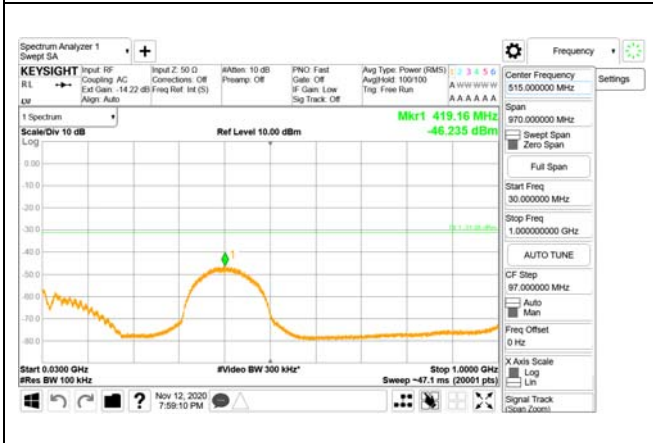 Spectrum Analyzer 1
Swept SA
+
Frequency
KEYSIGHT
Input: RF
Coupling: AC
Ext Gain: -14.22 dB
Align: Auto
Input Z: 50 Ω
Corrections: Off
Freq Ref: Int (S)
#Atten: 10 dB
Preamp: Off
PNO: Fast
Gate: Off
IF Gain: Low
Sig Track: Off
Avg Type: Power (RMS)
Avg|Hold: 100/100
Trig: Free Run
1 2 3 4 5 6
A W W W W W
A A A A A A
RL
1 Spectrum
Scale/Div 10 dB
Log
Ref Level 10.00 dBm
Mkr1 419.16 MHz
-46.235 dBm
0.00
-10.0
-20.0
-30.0
-40.0
-50.0
-60.0
-70.0
-80.0
1
Start 0.0300 GHz
#Res BW 100 kHz
#Video BW 300 kHz*
Stop 1.0000 GHz
Sweep ~47.1 ms (20001 pts)
Center Frequency
515.000000 MHz
Settings
Span
970.000000 MHz
Swept Span
Zero Span
Full Span
Start Freq
30.000000 MHz
Stop Freq
1.000000000 GHz
AUTO TUNE
CF Step
97.000000 MHz
Auto
Man
Freq Offset
0 Hz
X Axis Scale
Log
Lin
Signal Track
(Span Zoom)
?
Nov 12, 2020
7:59:10 PM